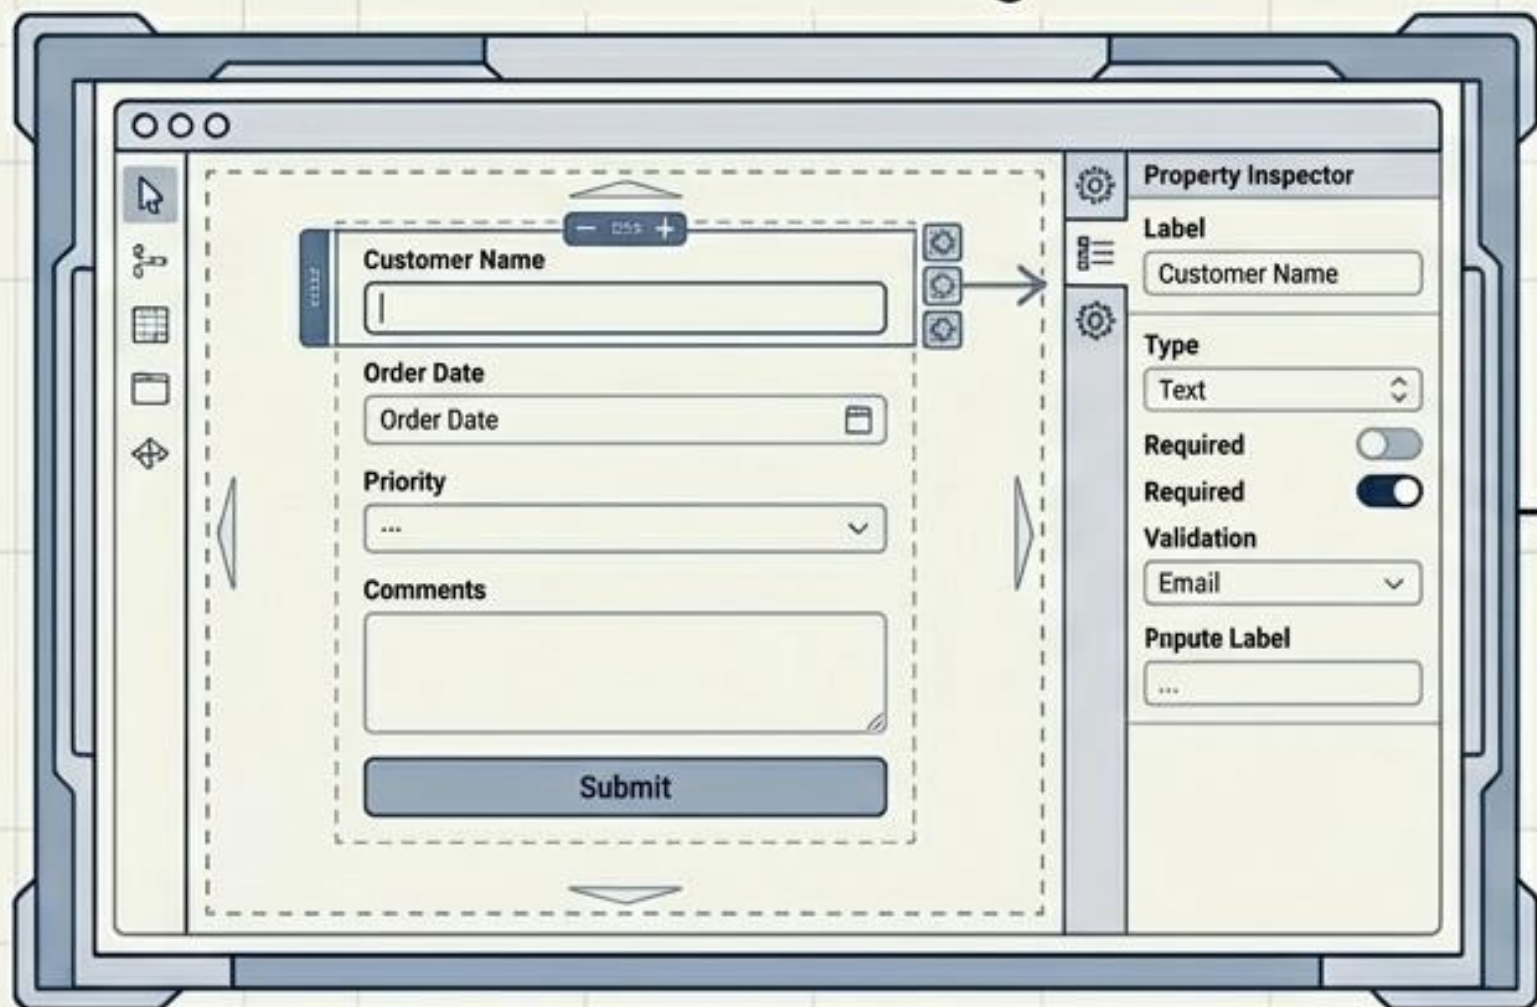 Customer Name
Order Date
Order Date
Priority
...
Comments
Submit
Property Inspector
Label
Customer Name
Type
Text
Required
Required
Validation
Email
Pnpute Label
...